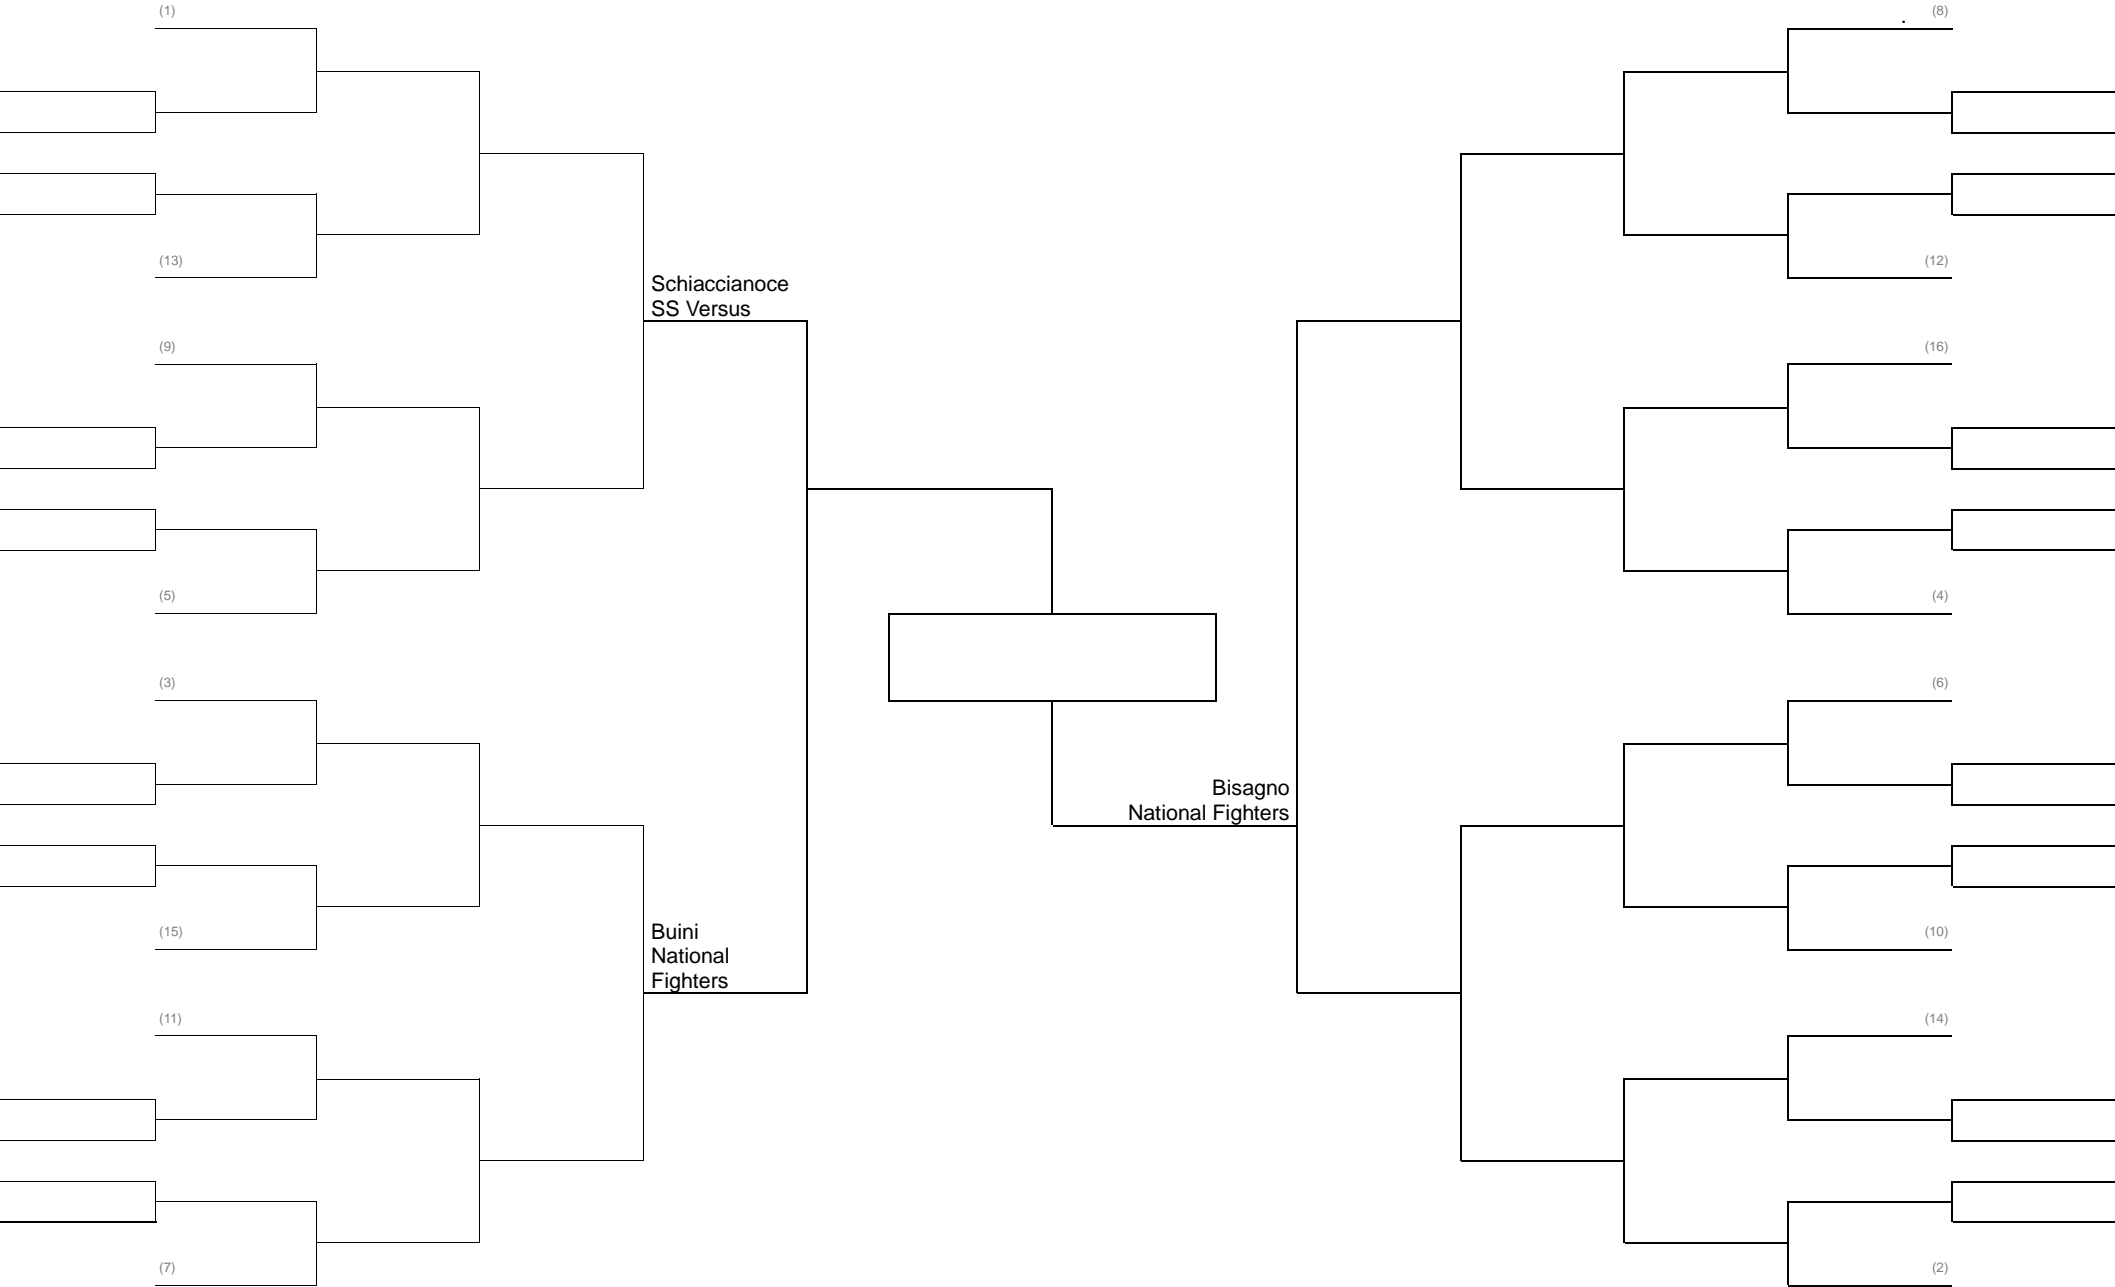 (1)
. (8)
(13)
(12)
Schiaccianoce
SS Versus
(9)
(16)
(5)
(4)
(3)
(6)
Bisagno
National Fighters
(15)
(10)
Buini
National
Fighters
(11)
(14)
(7)
(2)